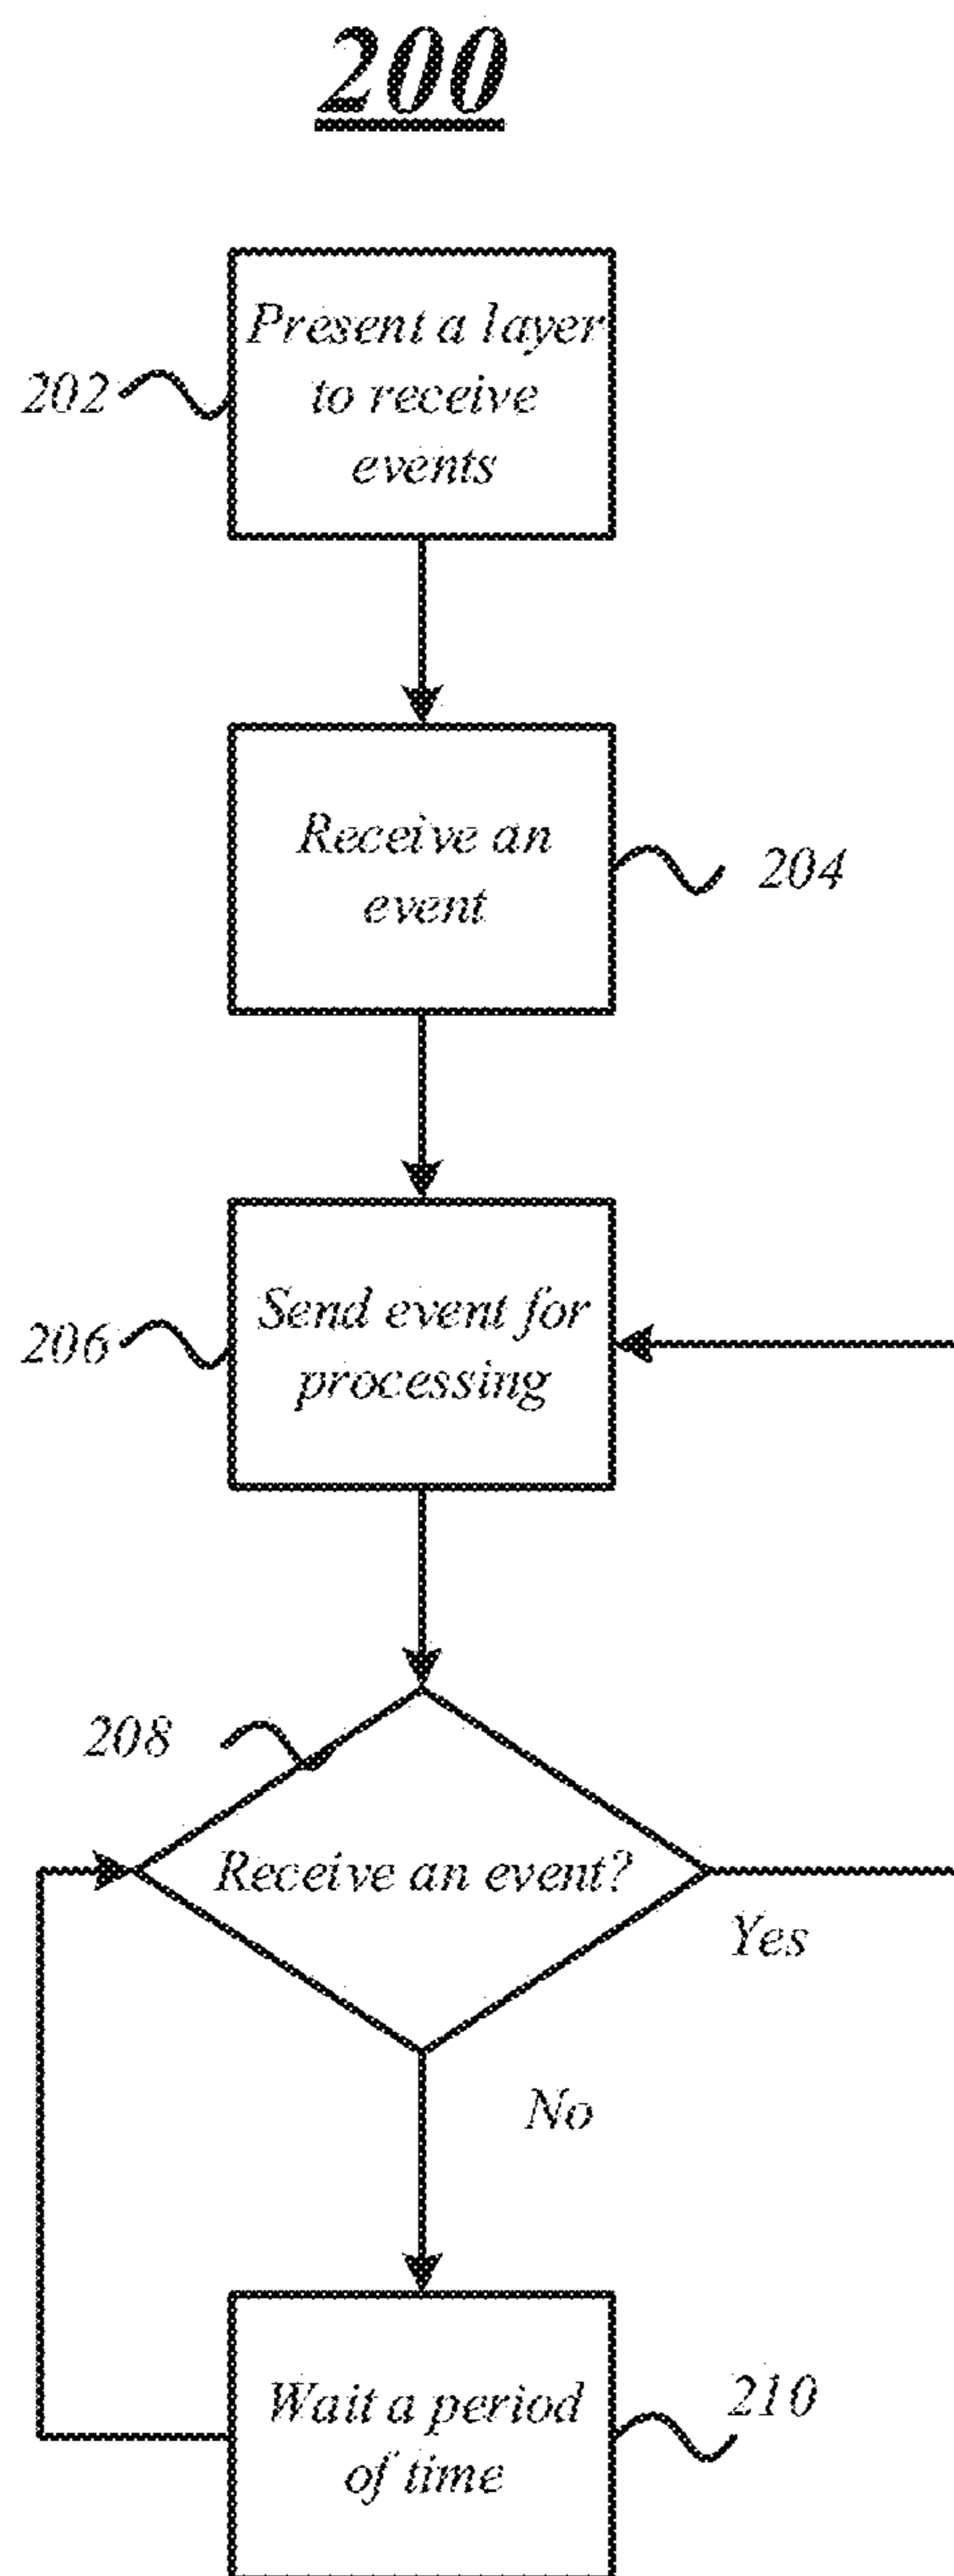 200
Present a layer
to receive
events
202
Receive an
event
204
Send event for
processing
206
208
Receive an event?
Yes
No
Wait a period
of time
210